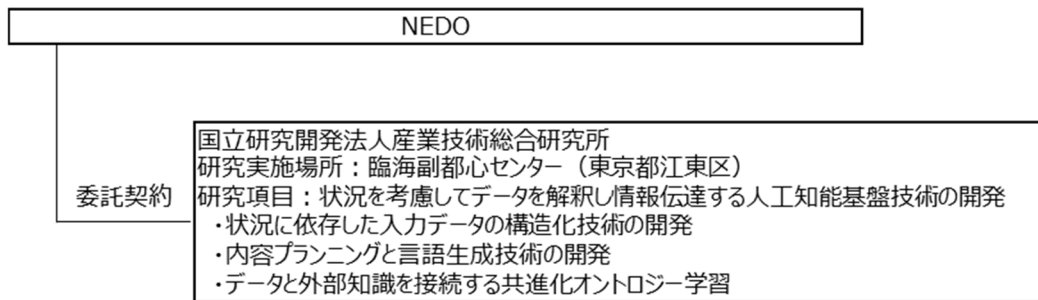 NEDO
国立研究開発法人産業技術総合研究所
研究実施場所：臨海副都心センター（東京都江東区）
委託契約
研究項目：状況を考慮してデータを解釈し情報伝達する人工知能基盤技術の開発
・状況に依存した入力データの構造化技術の開発
・内容プランニングと言語生成技術の開発
・データと外部知識を接続する共進化オントロジー学習